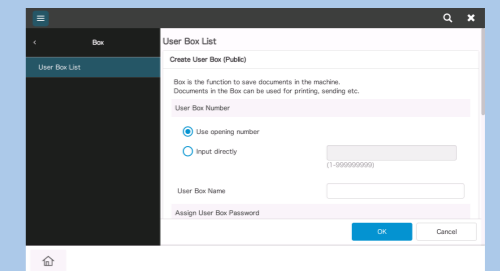 Box
User Box List
User Box List
Create User Box (Public)
Box is the function to save documents in the machine.
Documents in the Box can be used for printing, sending etc.
User Box Number
Use opening number
Input directly
(1-999999999)
User Box Name
Assign User Box Password
OK
Cancel